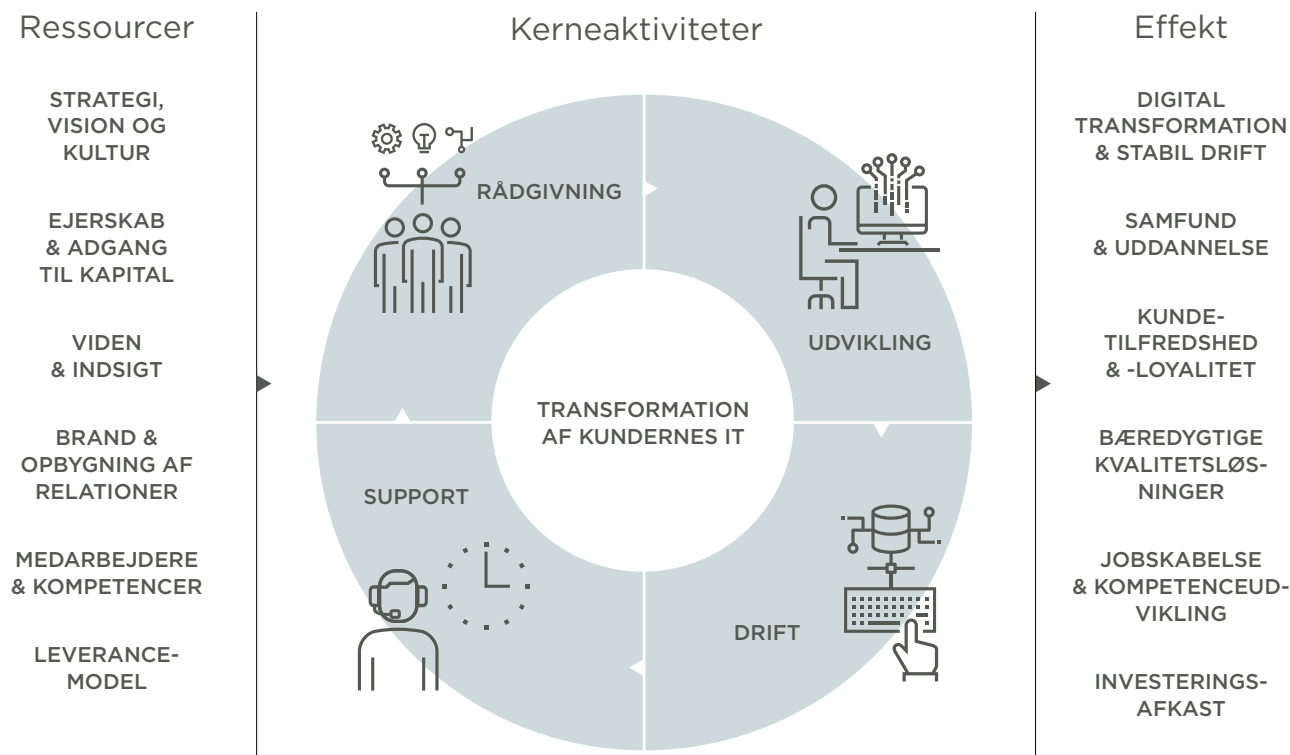 Ressourcer
STRATEGI,
VISION OG
KULTUR
EJERSKAB
& ADGANG
TIL KAPITAL
VIDEN
& INDSIGT
BRAND &
OPBYGNING AF
RELATIONER
MEDARBEJDERE
& KOMPETENCER
LEVERANCE-
MODEL
Kerneaktiviteter
RÅDGIVNING
UDVIKLING
TRANSFORMATION
AF KUNDERNES IT
SUPPORT
DRIFT
Effekt
DIGITAL
TRANSFORMATION
& STABIL DRIFT
SAMFUND
& UDDANNELSE
KUNDE-
TILFREDSHED
& -LOYALITET
BÆREDYGTIGE
KVALITETSLØS-
NINGER
JOBSKABELSE
& KOMPETENCEUD-
VIKLING
INVESTERINGS-
AFKAST